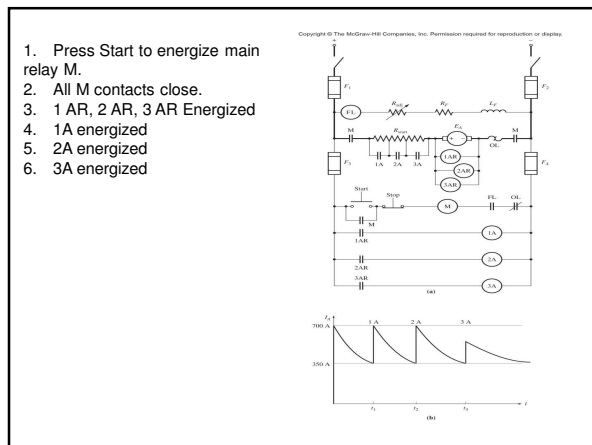 Copyright © The McGraw-Hill Companies, Inc. Permission required for reproduction or display.
1. Press Start to energize main
relay M.
2. All M contacts close.
3. 1 AR, 2 AR, 3 AR Energized
4. 1A energized
5. 2A energized
6. 3A energized
+ –
F1 F2
FL Radj RF LF
M Rstart EA M
+ –
OL
1A 2A 3A 1AR
F3 2AR F4
3AR
Start Stop FL OL
M
M
1AR 1A
2AR 2A
3AR 3A
(a)
IA
700 A 1 A 2 A 3 A
350 A
t1 t2 t3 t
(b)